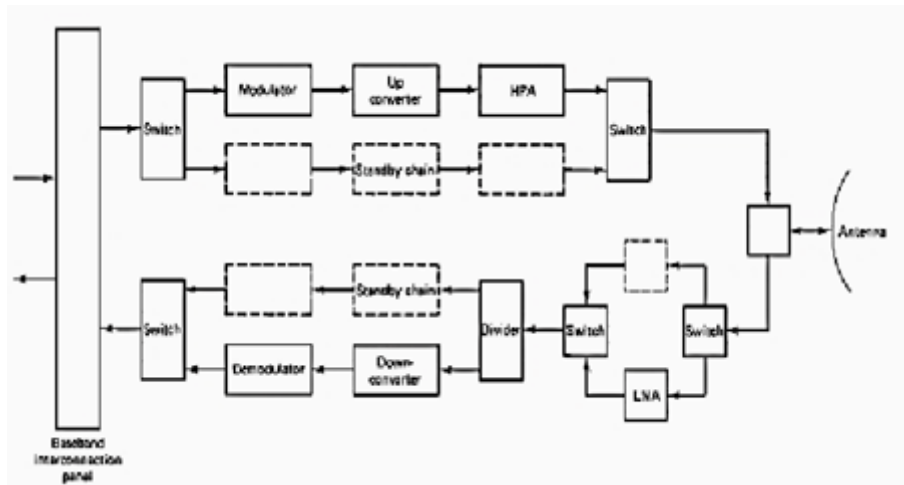 Modulator
Up
converter
HPA
Switch
Switch
Standby chain
Antenna
Standby chain
Switch
Divider
Switch
Switch
Demodulator
Down-
converter
LNA
Baseband
interconnection
panel